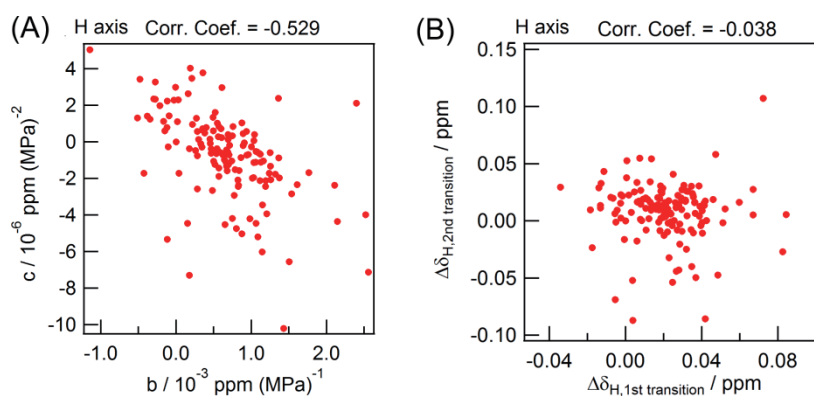 (A)
H axis Corr. Coef. = -0.529
4
2
0
-2
-4
-6
-8
-10
c / 10⁻⁶ ppm (MPa)⁻²
-1.0 0.0 1.0 2.0
b / 10⁻³ ppm (MPa)⁻¹
(B)
H axis Corr. Coef. = -0.038
0.15
0.10
0.05
0.00
-0.05
-0.10
ΔδH,2nd transition / ppm
-0.04 0.00 0.04 0.08
ΔδH,1st transition / ppm